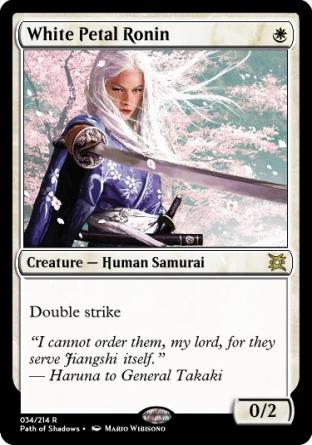 White Petal Ronin
Creature — Human Samurai
Double strike
“I cannot order them, my lord, for they
serve Jiangshi itself.”
— Haruna to General Takaki
0/2
034/214 R
Path of Shadows • Mario Wibisono